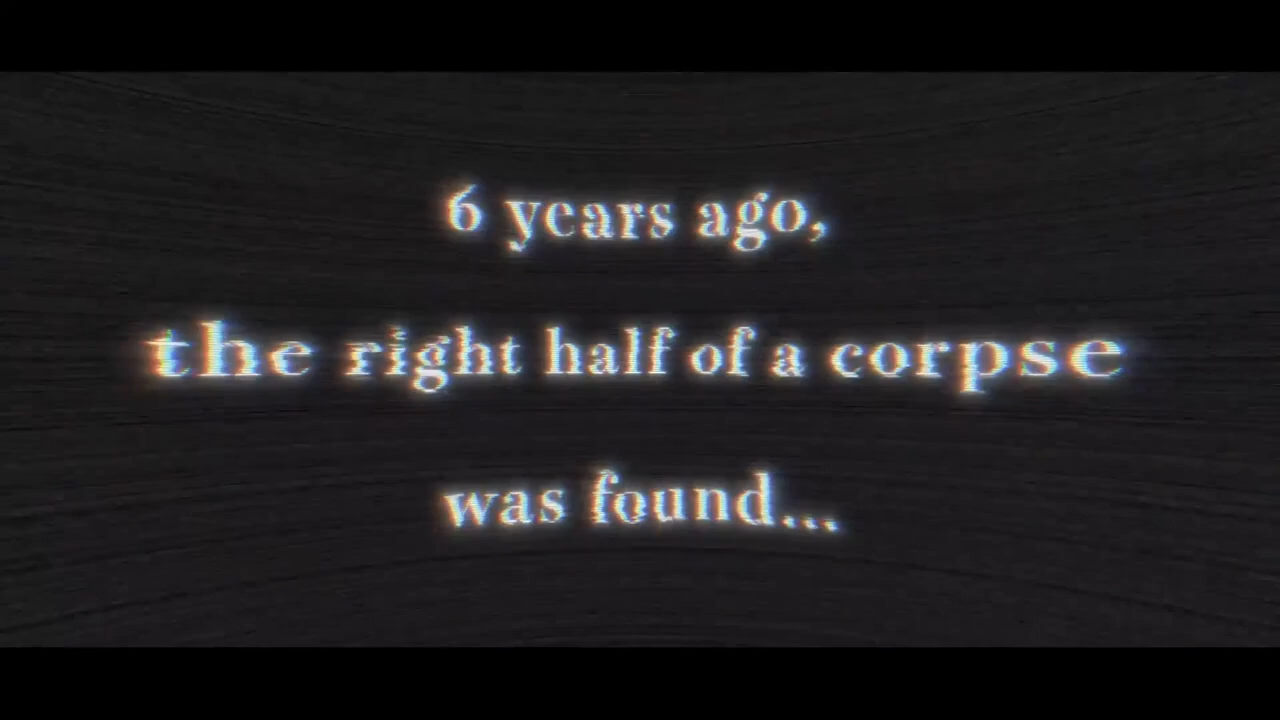 6 years ago,
the right half of a corpse
was found...